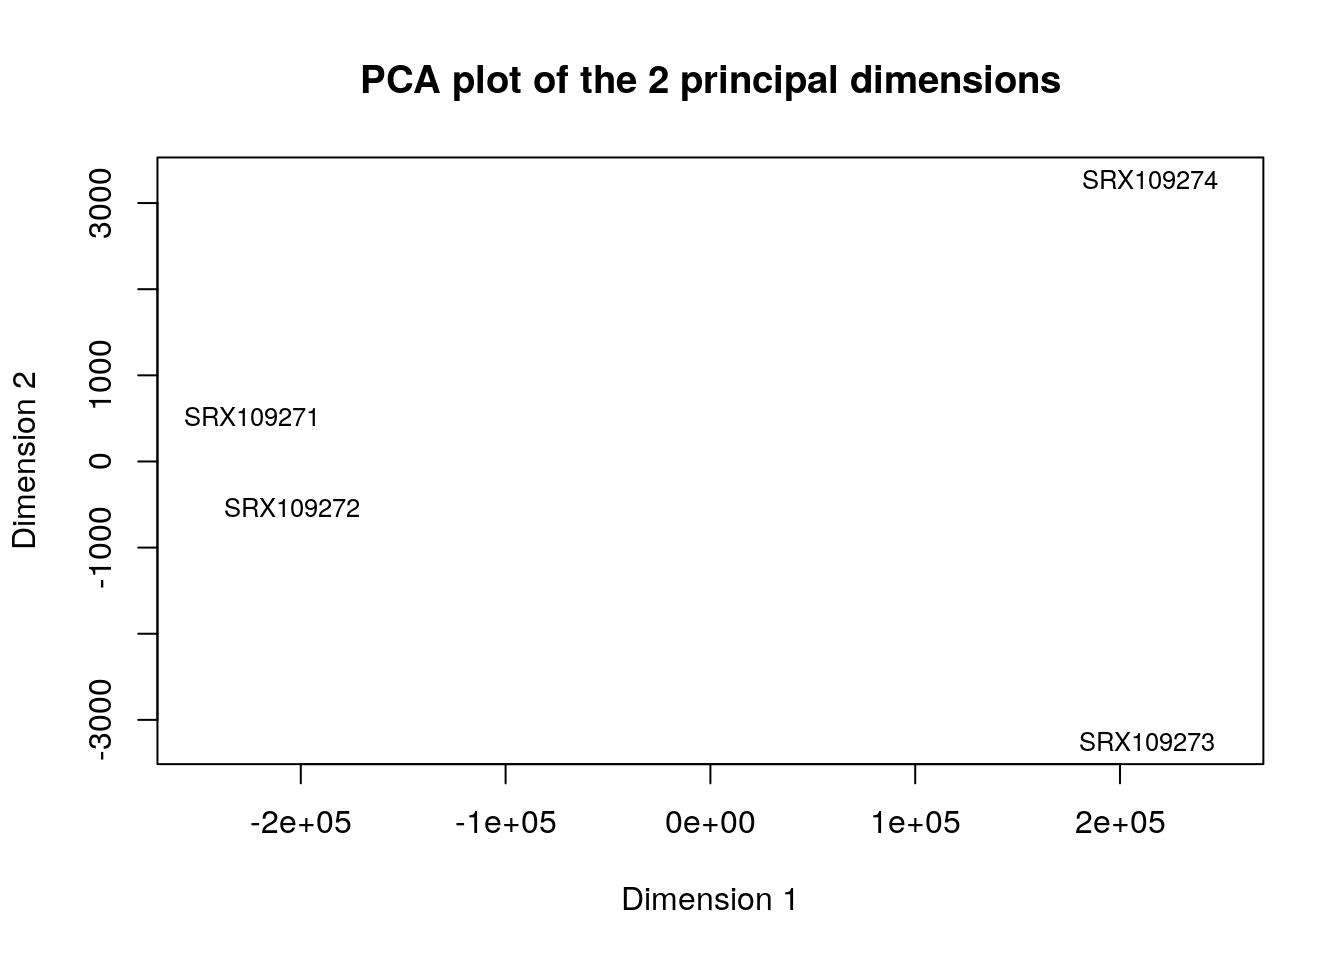 PCA plot of the 2 principal dimensions
Dimension 2
3000
1000
0
-1000
-3000
SRX109274
SRX109271
SRX109272
SRX109273
-2e+05
-1e+05
0e+00
1e+05
2e+05
Dimension 1